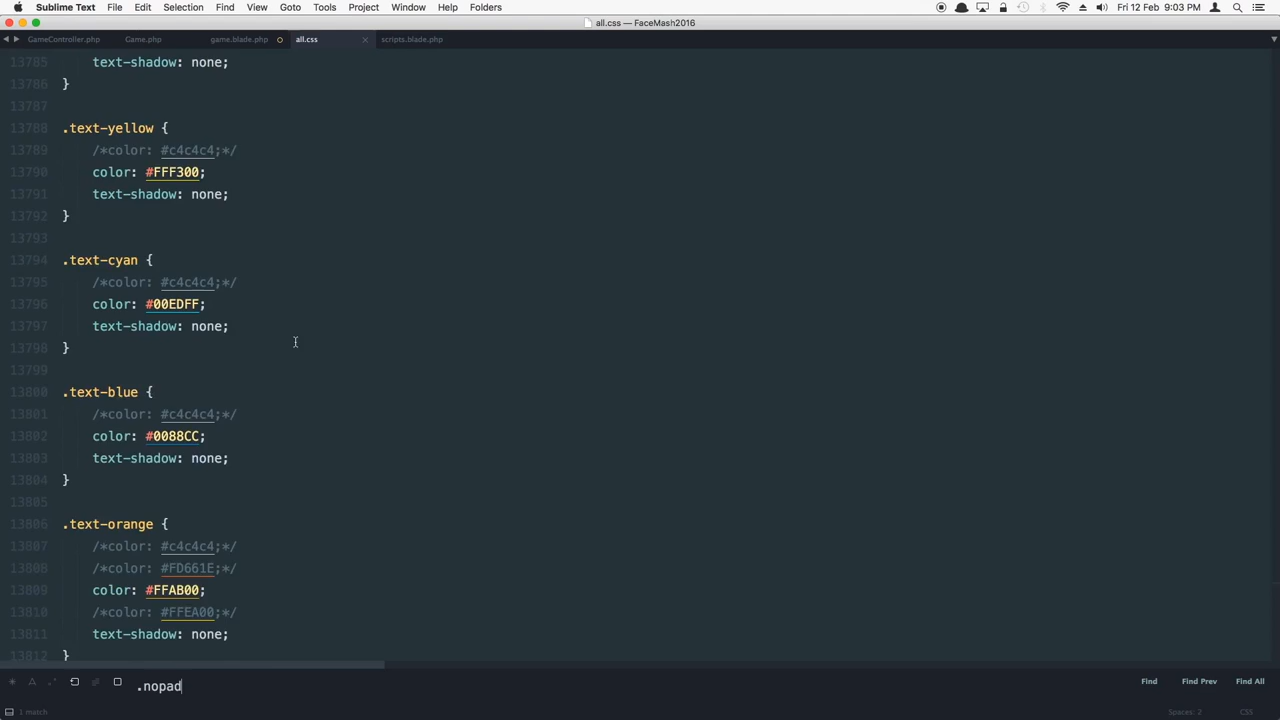 Sublime Text File Edit Selection Find View Goto Tools Project Window Help Folders Fri 12 Feb 9:03 PM
all.css — FaceMash2016
GameController.php Game.php game.blade.php all.css scripts.blade.php
13785 text-shadow: none;
13786 }
13787
13788 .text-yellow {
13789 /*color: #c4c4c4;*/
13790 color: #FFF300;
13791 text-shadow: none;
13792 }
13793
13794 .text-cyan {
13795 /*color: #c4c4c4;*/
13796 color: #00EDFF;
13797 text-shadow: none;
13798 }
13799
13800 .text-blue {
13801 /*color: #c4c4c4;*/
13802 color: #0088CC;
13803 text-shadow: none;
13804 }
13805
13806 .text-orange {
13807 /*color: #c4c4c4;*/
13808 /*color: #FD661E;*/
13809 color: #FFAB00;
13810 /*color: #FFEA00;*/
13811 text-shadow: none;
13812 }
.nopad Find Find Prev Find All
1 match Spaces: 2 CSS